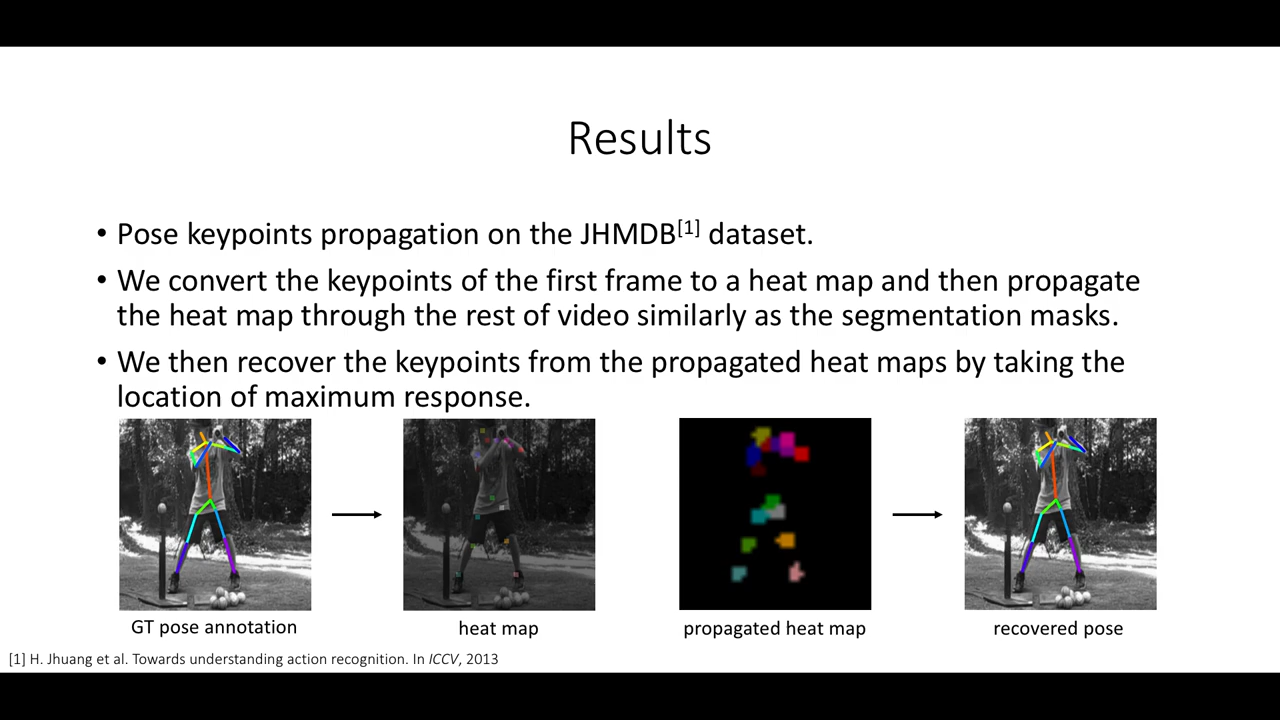 Results
• Pose keypoints propagation on the JHMDB[1] dataset.
• We convert the keypoints of the first frame to a heat map and then propagate
the heat map through the rest of video similarly as the segmentation masks.
• We then recover the keypoints from the propagated heat maps by taking the
location of maximum response.
GT pose annotation
heat map
propagated heat map
recovered pose
[1] H. Jhuang et al. Towards understanding action recognition. In ICCV, 2013